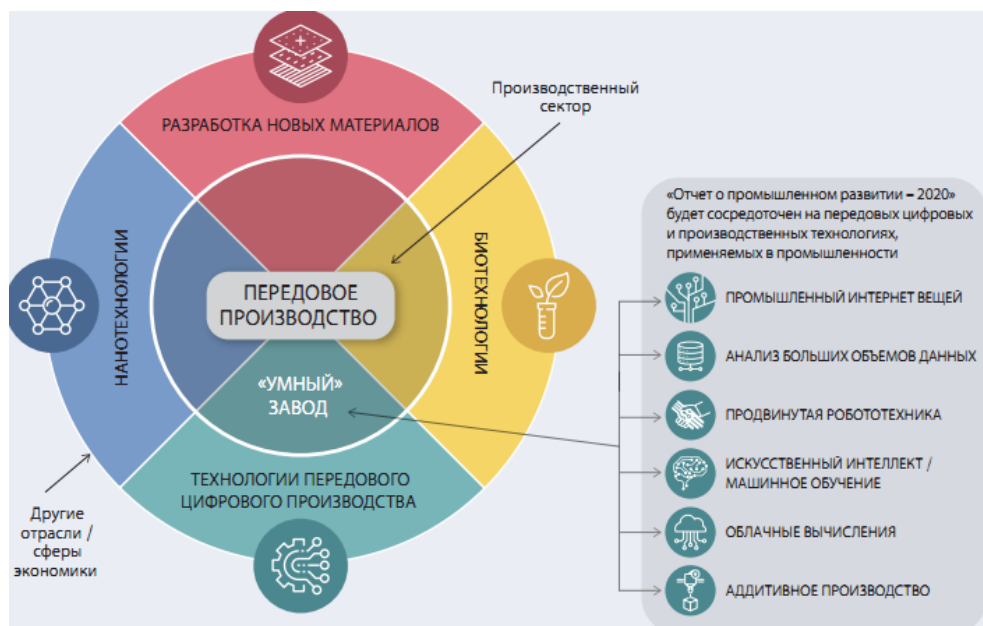 РАЗРАБОТКА НОВЫХ МАТЕРИАЛОВ
Производственный
сектор
НАНОТЕХНОЛОГИИ
ПЕРЕДОВОЕ
ПРОИЗВОДСТВО
БИОТЕХНОЛОГИИ
«УМНЫЙ»
ЗАВОД
ТЕХНОЛОГИИ ПЕРЕДОВОГО
ЦИФРОВОГО ПРОИЗВОДСТВА
Другие
отрасли /
сферы
экономики
«Отчет о промышленном развитии – 2020»
будет сосредоточен на передовых цифровых
и производственных технологиях,
применяемых в промышленности
ПРОМЫШЛЕННЫЙ ИНТЕРНЕТ ВЕЩЕЙ
АНАЛИЗ БОЛЬШИХ ОБЪЕМОВ ДАННЫХ
ПРОДВИНУТАЯ РОБОТОТЕХНИКА
ИСКУССТВЕННЫЙ ИНТЕЛЛЕКТ /
МАШИННОЕ ОБУЧЕНИЕ
ОБЛАЧНЫЕ ВЫЧИСЛЕНИЯ
АДДИТИВНОЕ ПРОИЗВОДСТВО